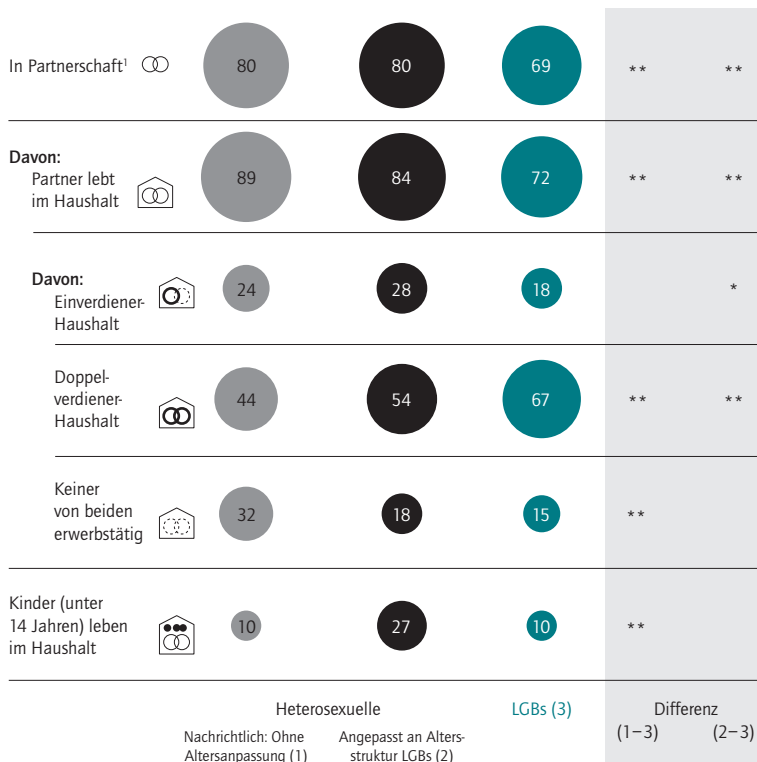 In Partnerschaft¹ 80 80 69 ** **
Davon:
Partner lebt
im Haushalt 89 84 72 ** **
Davon:
Einverdiener-
Haushalt 24 28 18 *
Doppel-
verdiener-
Haushalt 44 54 67 ** **
Keiner
von beiden
erwerbstätig 32 18 15 **
Kinder (unter
14 Jahren) leben
im Haushalt 10 27 10 **
Heterosexuelle LGBs (3) Differenz
Nachrichtlich: Ohne
Altersanpassung (1)
Angepasst an Alters-
struktur LGBs (2)
(1–3) (2–3)